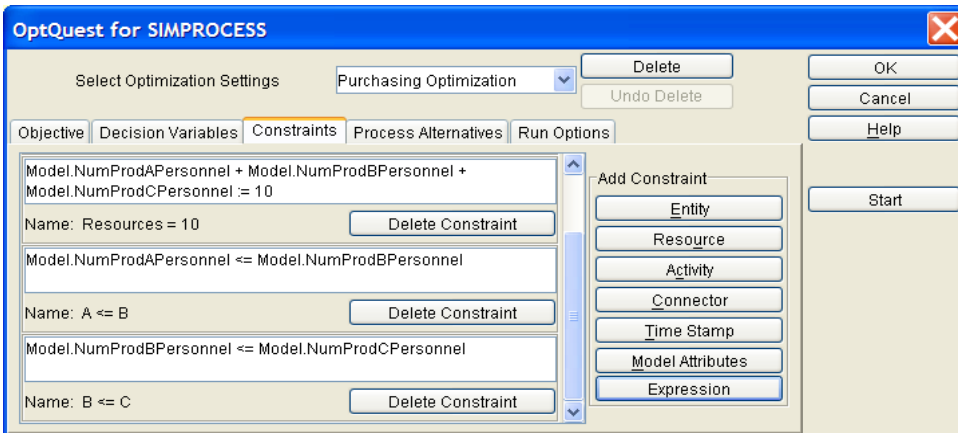 OptQuest for SIMPROCESS
Select Optimization Settings
Purchasing Optimization
Delete
Undo Delete
OK
Cancel
Help
Start
Objective
Decision Variables
Constraints
Process Alternatives
Run Options
Model.NumProdAPersonnel + Model.NumProdBPersonnel +
Model.NumProdCPersonnel := 10
Name: Resources = 10
Delete Constraint
Model.NumProdAPersonnel <= Model.NumProdBPersonnel
Name: A <= B
Delete Constraint
Model.NumProdBPersonnel <= Model.NumProdCPersonnel
Name: B <= C
Delete Constraint
Add Constraint
Entity
Resource
Activity
Connector
Time Stamp
Model Attributes
Expression